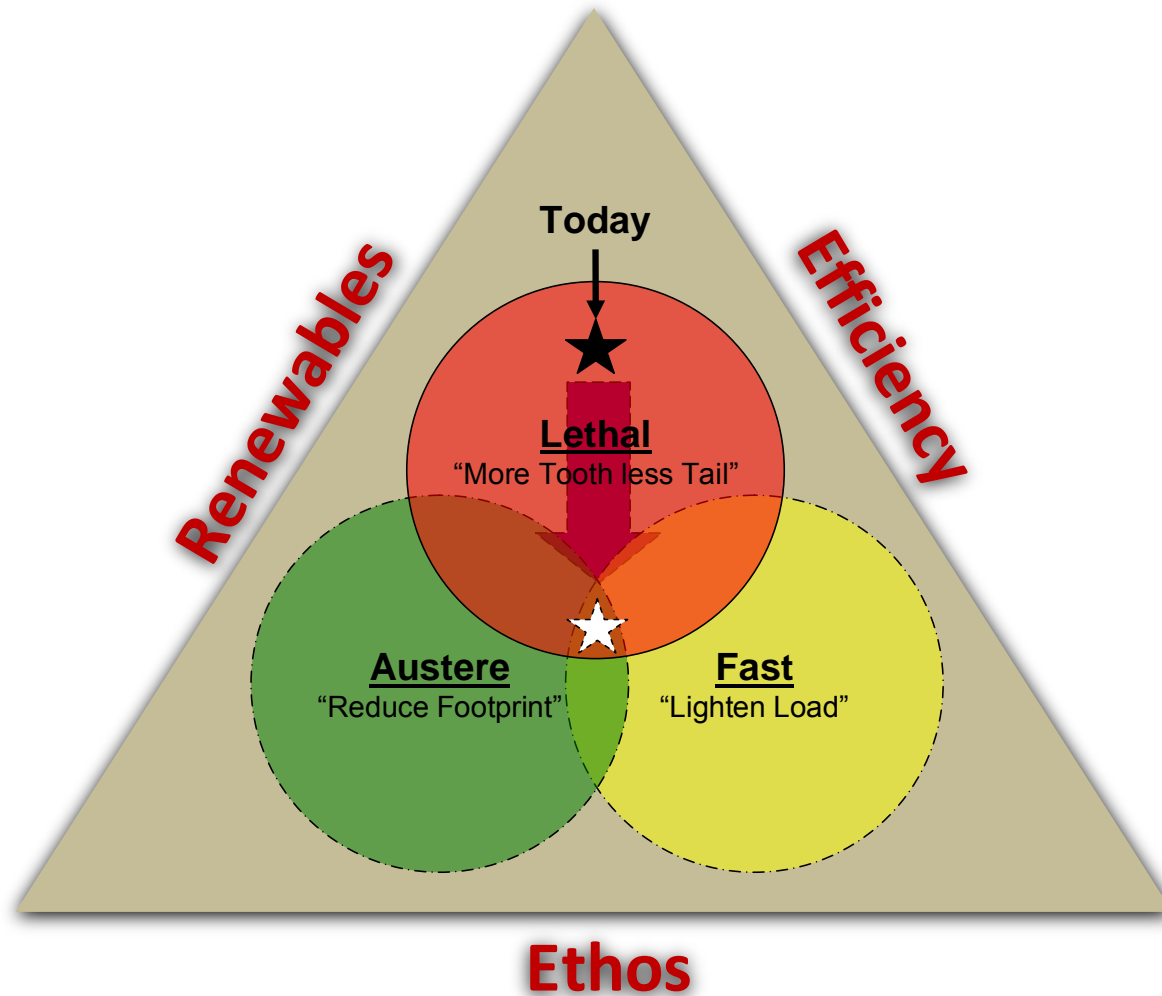 Today
Renewables
Efficiency
Lethal
“More Tooth less Tail”
Austere
“Reduce Footprint”
Fast
“Lighten Load”
Ethos